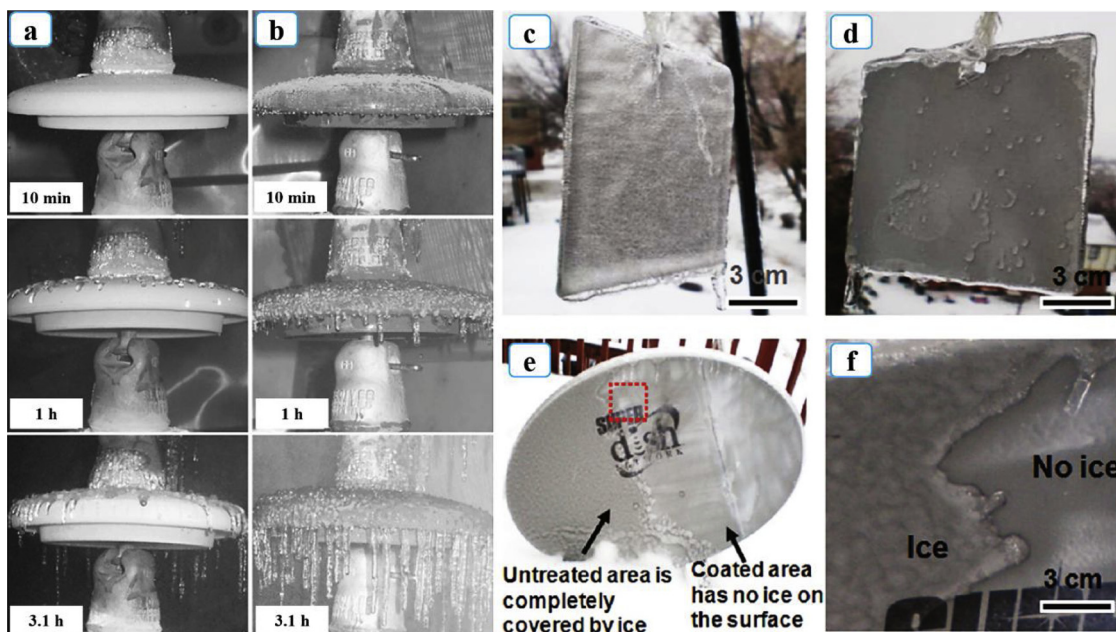 a
10 min
1 h
3.1 h
b
10 min
1 h
3.1 h
c
3 cm
d
3 cm
e
dish
Untreated area is
completely
covered by ice
Coated area
has no ice on
the surface
f
No ice
Ice
3 cm